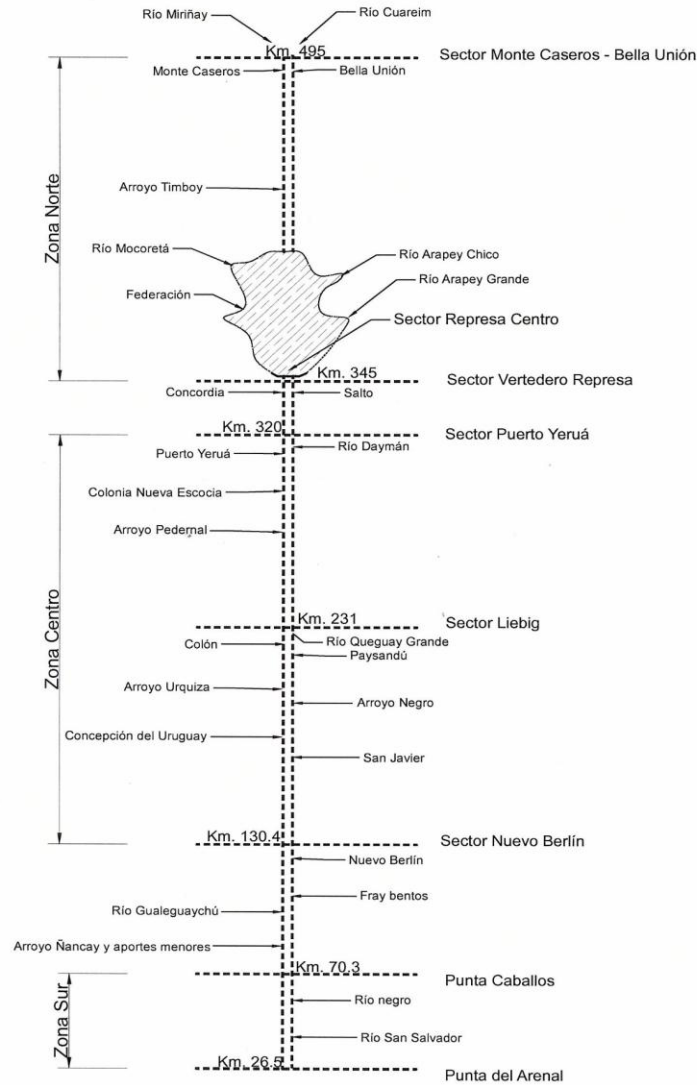 Río Miriñay
Río Cuareim
Km. 495
Sector Monte Caseros - Bella Unión
Monte Caseros
Bella Unión
Zona Norte
Arroyo Timboy
Río Mocoretá
Río Arapey Chico
Río Arapey Grande
Federación
Sector Represa Centro
Km. 345
Sector Vertedero Represa
Concordia
Salto
Km. 320
Sector Puerto Yeruá
Río Daymán
Puerto Yeruá
Colonia Nueva Escocia
Arroyo Pedernal
Zona Centro
Km. 231
Sector Liebig
Río Queguay Grande
Colón
Paysandú
Arroyo Urquiza
Arroyo Negro
Concepción del Uruguay
San Javier
Km. 130.4
Sector Nuevo Berlín
Nuevo Berlín
Fray bentos
Río Gualeguaychú
Arroyo Ñancay y aportes menores
Km. 70.3
Punta Caballos
Zona Sur
Río negro
Río San Salvador
Km. 26.5
Punta del Arenal